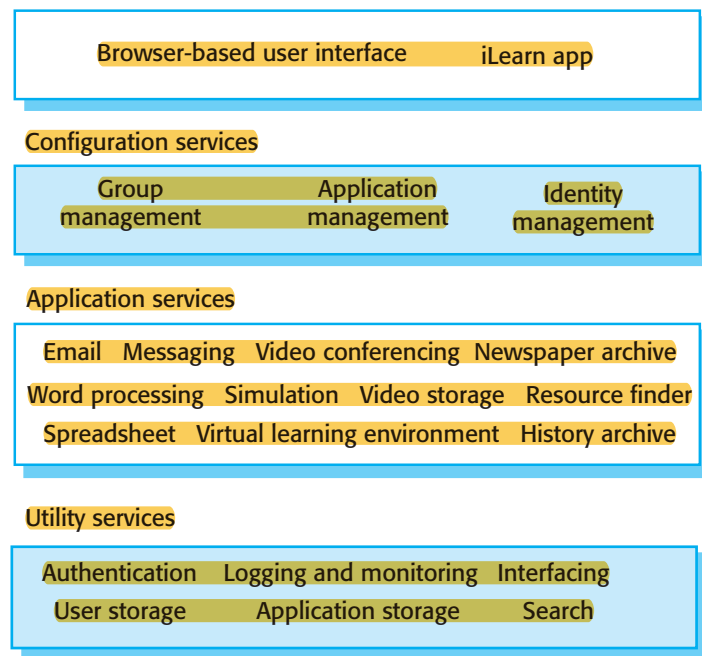 Browser-based user interface iLearn app
Configuration services
Group management Application management Identity management
Application services
Email Messaging Video conferencing Newspaper archive
Word processing Simulation Video storage Resource finder
Spreadsheet Virtual learning environment History archive
Utility services
Authentication Logging and monitoring Interfacing
User storage Application storage Search